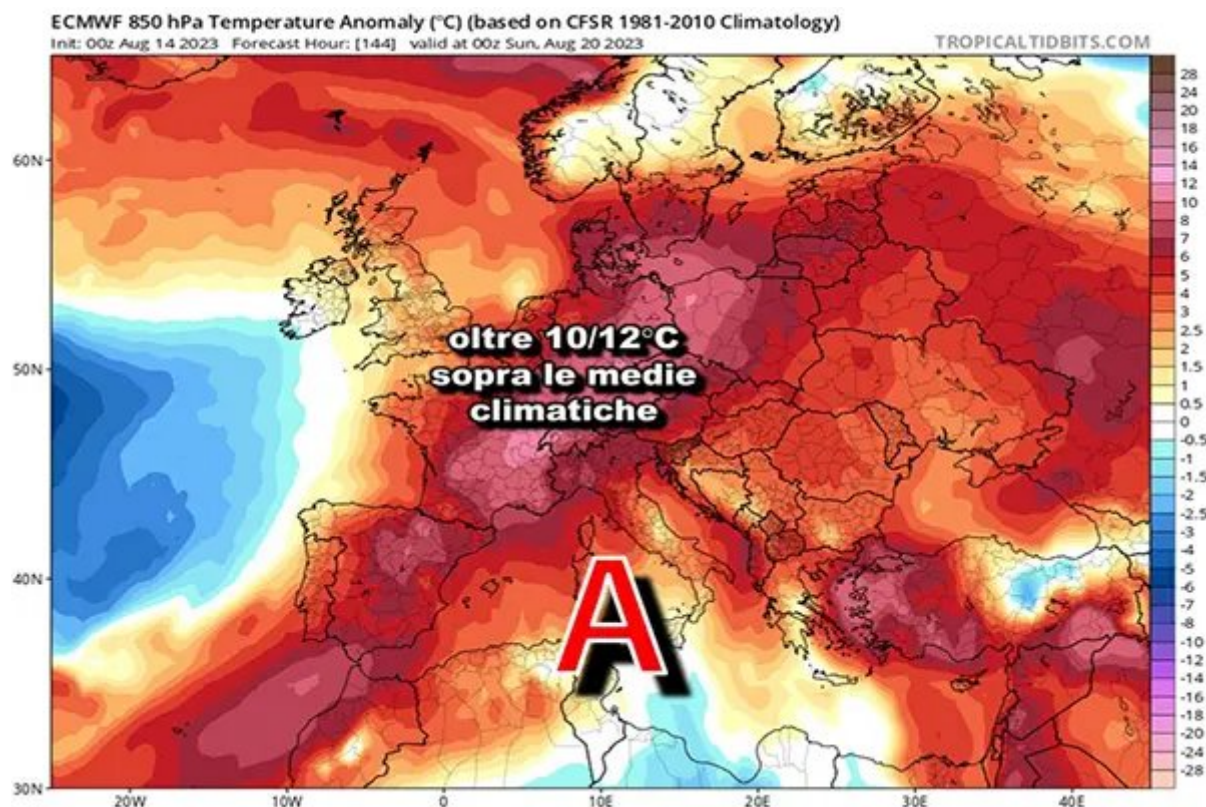 ECMWF 850 hPa Temperature Anomaly (°C) (based on CFSR 1981-2010 Climatology)
Init: 00z Aug 14 2023 Forecast Hour: [144] valid at 00z Sun, Aug 20 2023
TROPICALTIDBITS.COM
60N
50N
40N
30N
20W
10W
0
10E
20E
30E
40E
oltre 10/12°C
sopra le medie
climatiche
A
28
24
20
18
16
14
12
10
8
7
6
5
4
3
2.5
2
1.5
1
0.5
0
-0.5
-1
-1.5
-2
-2.5
-3
-4
-5
-6
-7
-8
-10
-12
-14
-16
-18
-20
-24
-28